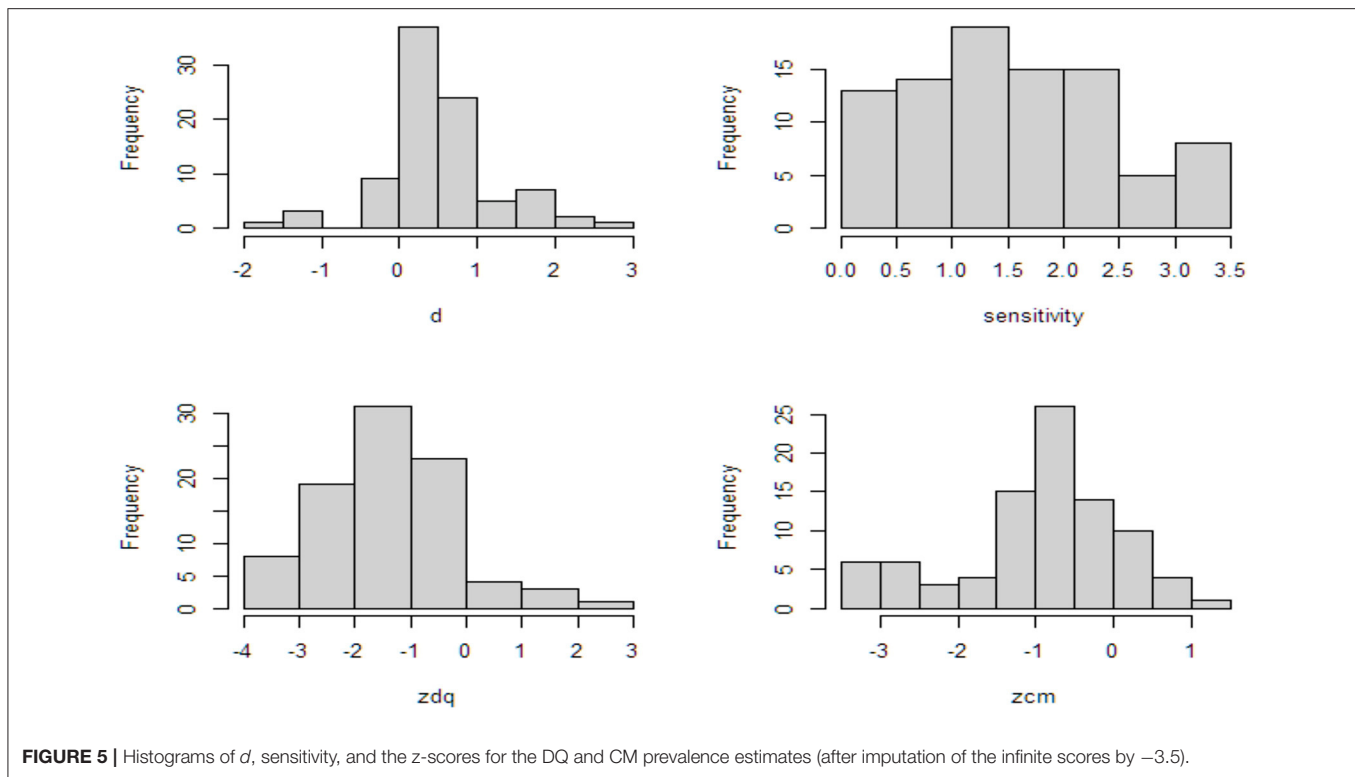 Frequency
0 10 20 30
-2 -1 0 1 2 3
d
Frequency
0 5 10 15
0.0 0.5 1.0 1.5 2.0 2.5 3.0 3.5
sensitivity
Frequency
0 5 10 20 30
-4 -3 -2 -1 0 1 2 3
zdq
Frequency
0 5 10 15 20 25
-3 -2 -1 0 1
zcm
FIGURE 5 | Histograms of d, sensitivity, and the z-scores for the DQ and CM prevalence estimates (after imputation of the infinite scores by −3.5).